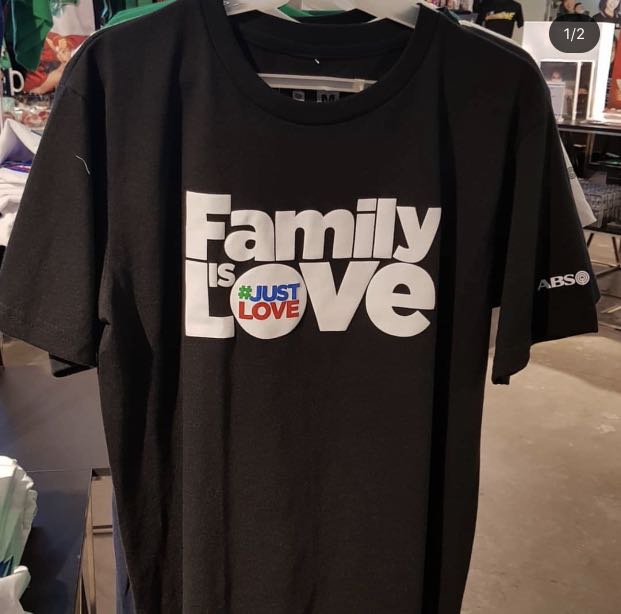 1/2
M
Family
IS
LOve
#JUST
LOVE
ABS